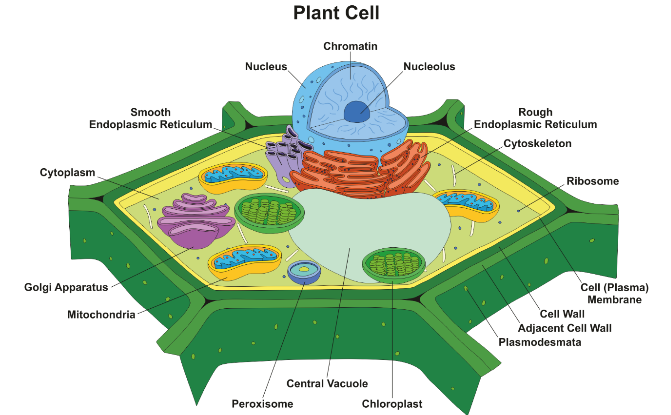 Plant Cell
Chromatin
Nucleus
Nucleolus
Smooth
Endoplasmic Reticulum
Rough
Endoplasmic Reticulum
Cytoskeleton
Cytoplasm
Ribosome
Golgi Apparatus
Mitochondria
Cell (Plasma)
Membrane
Cell Wall
Adjacent Cell Wall
Plasmodesmata
Central Vacuole
Peroxisome
Chloroplast